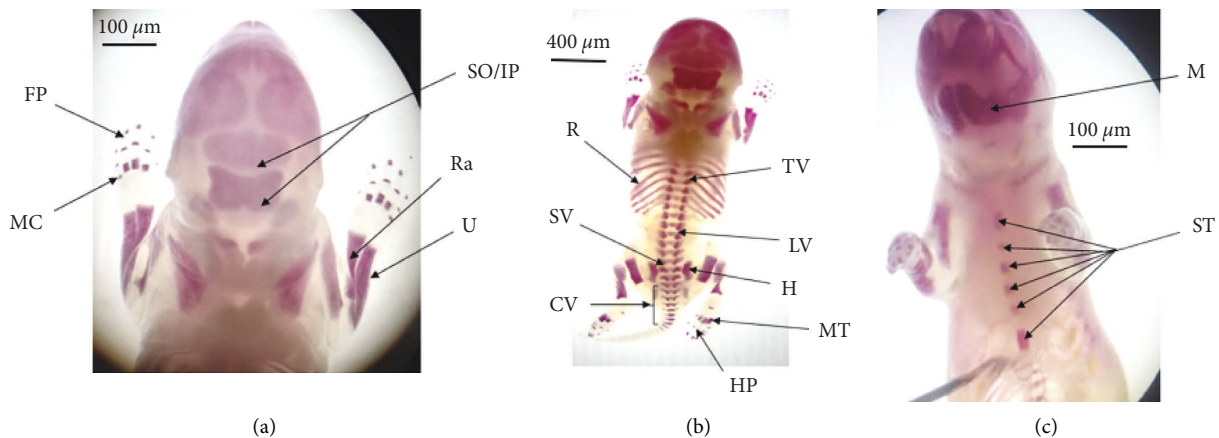 100 µm
FP
MC
SO/IP
Ra
U
(a)
400 µm
R
SV
CV
TV
LV
H
MT
HP
(b)
M
100 µm
ST
(c)